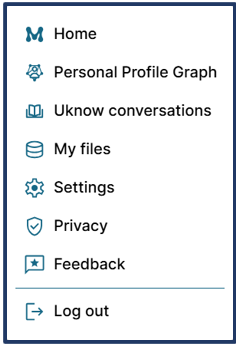 Home
Personal Profile Graph
Uknow conversations
My files
Settings
Privacy
Feedback
Log out